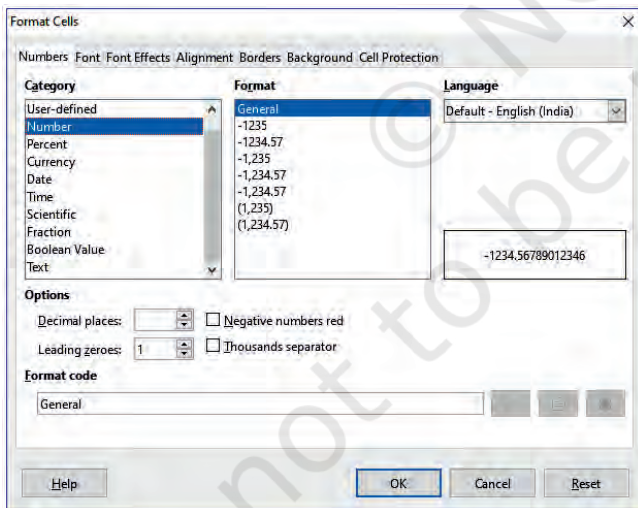 Format Cells
Numbers Font Font Effects Alignment Borders Background Cell Protection
Category
User-defined
Number
Percent
Currency
Date
Time
Scientific
Fraction
Boolean Value
Text
Format
General
-1235
-1234.57
-1,235
-1,234.57
-1,234.57
(1,235)
(1,234.57)
Language
Default - English (India)
-1234.56789012346
Options
Decimal places:
Negative numbers red
Leading zeroes: 1
Thousands separator
Format code
General
Help
OK
Cancel
Reset
© N
not to be